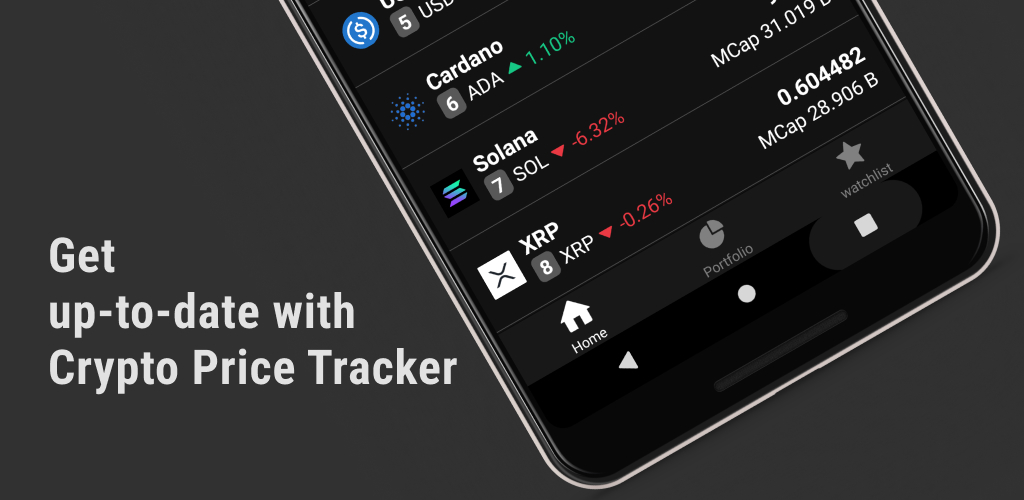 Get
up-to-date with
Crypto Price Tracker
5 USD
Cardano
6 ADA 1.10%
MCap 31.019 B
Solana
7 SOL -6.32%
0.604482
MCap 28.906 B
XRP
8 XRP -0.26%
Home
Portfolio
watchlist